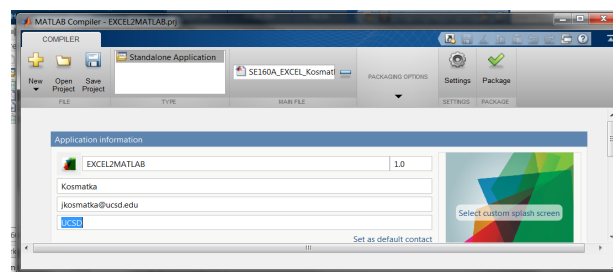 MATLAB Compiler - EXCEL2MATLAB.prj
COMPILER
New
Open Project
Save Project
FILE
Standalone Application
TYPE
SE160A_EXCEL_Kosmatl
MAIN FILE
PACKAGING OPTIONS
Settings
SETTINGS
Package
PACKAGE
Application information
EXCEL2MATLAB
1.0
Kosmatka
jkosmatka@ucsd.edu
UCSD
Set as default contact
Select custom splash screen